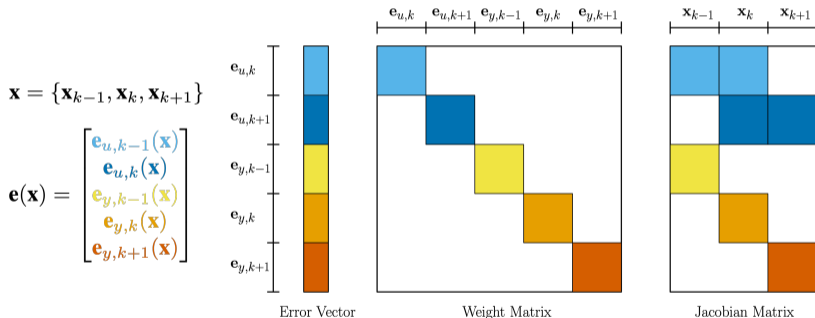 e_{u,k} e_{u,k+1} e_{y,k-1} e_{y,k} e_{y,k+1} x_{k-1} x_k x_{k+1}
e_{u,k}
e_{u,k+1}
e_{y,k-1}
e_{y,k}
e_{y,k+1}
x = {x_{k-1}, x_k, x_{k+1}}
e(x) =
e_{u,k-1}(x)
e_{u,k}(x)
e_{y,k-1}(x)
e_{y,k}(x)
e_{y,k+1}(x)
Error Vector Weight Matrix Jacobian Matrix